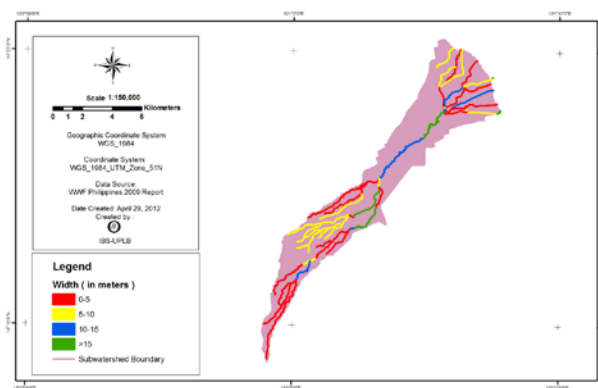 Scale 1:150,000
Kilometers
0 1 2 4 6
Geographic Coordinate System
WGS_1984
Coordinate System:
WGS_1984_UTM_Zone_51N
Data Source:
WWF Philippines 2009 Report
Date Created: April 29, 2012
Created by :
IBS-UPLB
Legend
Width ( in meters )
0-5
5-10
10-15
>15
Subwatershed Boundary